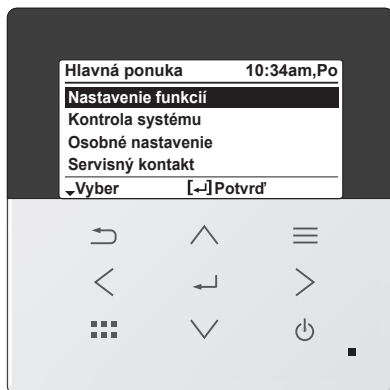 Hlavná ponuka 10:34am,Po
Nastavenie funkcií
Kontrola systému
Osobné nastavenie
Servisný kontakt
Vyber [↵]Potvrď